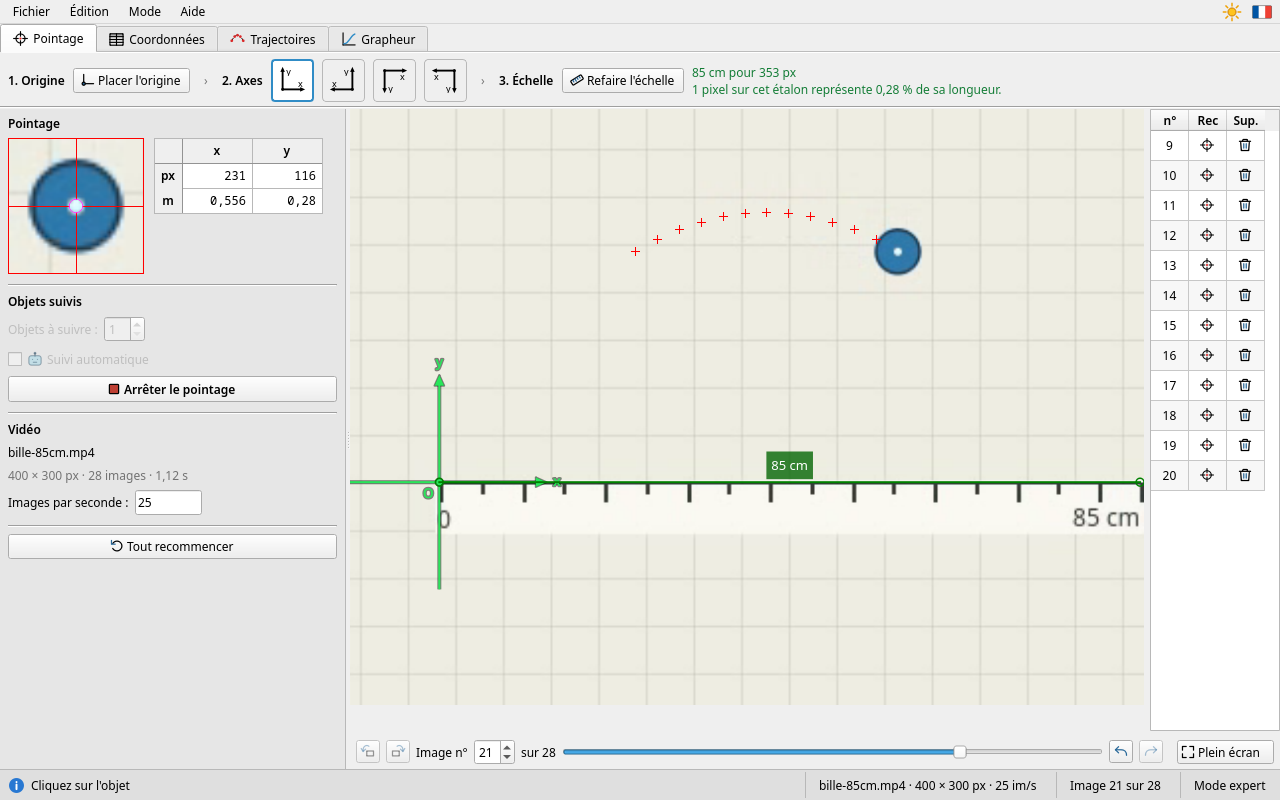 Fichier Édition Mode Aide
Pointage Coordonnées Trajectoires Grapheur
1. Origine Placer l'origine › 2. Axes y x y x x y x y › 3. Échelle Refaire l'échelle
85 cm pour 353 px
1 pixel sur cet étalon représente 0,28 % de sa longueur.
Pointage
x y
px 231 116
m 0,556 0,28
Objets suivis
Objets à suivre : 1
Suivi automatique
Arrêter le pointage
Vidéo
bille-85cm.mp4
400 × 300 px · 28 images · 1,12 s
Images par seconde : 25
Tout recommencer
y
85 cm
x
O
0 85 cm
n° Rec Sup.
9
10
11
12
13
14
15
16
17
18
19
20
Image n° 21 sur 28 Plein écran
Cliquez sur l'objet bille-85cm.mp4 · 400 × 300 px · 25 im/s Image 21 sur 28 Mode expert